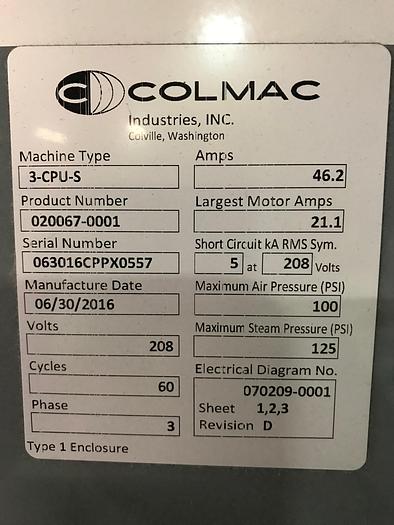 C COLMAC
Industries, INC.
Colville, Washington
Machine Type
3-CPU-S
Product Number
020067-0001
Serial Number
063016CPPX0557
Manufacture Date
06/30/2016
Volts
208
Cycles
60
Phase
3
Type 1 Enclosure
Amps
46.2
Largest Motor Amps
21.1
Short Circuit kA RMS Sym.
5 at 208 Volts
Maximum Air Pressure (PSI)
100
Maximum Steam Pressure (PSI)
125
Electrical Diagram No.
070209-0001
Sheet 1,2,3
Revision D